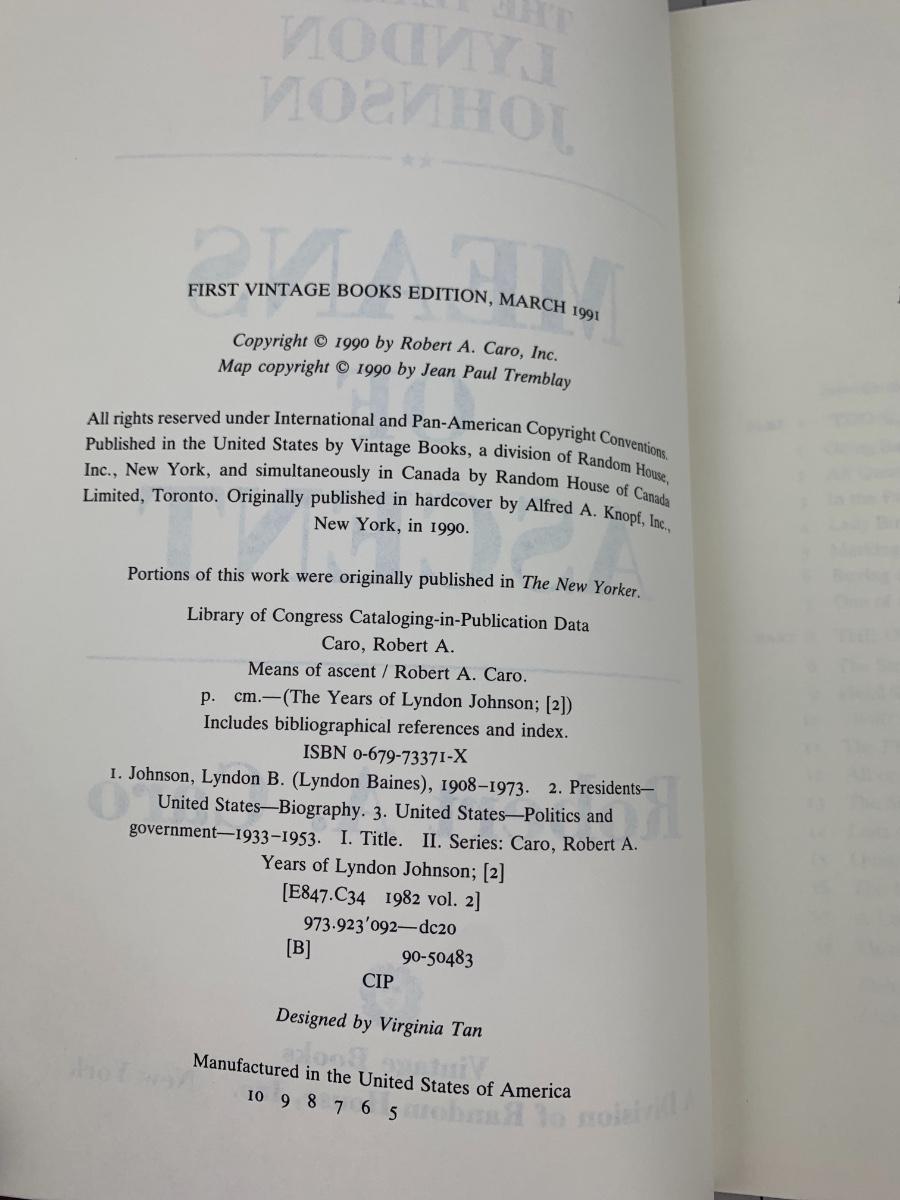 THE
LYNDON
JOHNSON
MEANS
FIRST VINTAGE BOOKS EDITION, MARCH 1991
Copyright © 1990 by Robert A. Caro, Inc.
Map copyright © 1990 by Jean Paul Tremblay
OF
All rights reserved under International and Pan-American Copyright Conventions.
Published in the United States by Vintage Books, a division of Random House,
Inc., New York, and simultaneously in Canada by Random House of Canada
Limited, Toronto. Originally published in hardcover by Alfred A. Knopf, Inc.,
New York, in 1990.
ASCENT
Portions of this work were originally published in The New Yorker.
Library of Congress Cataloging-in-Publication Data
Caro, Robert A.
Means of ascent / Robert A. Caro.
p. cm.—(The Years of Lyndon Johnson; [2])
Includes bibliographical references and index.
ISBN 0-679-73371-X
1. Johnson, Lyndon B. (Lyndon Baines), 1908–1973. 2. Presidents—
United States—Biography. 3. United States—Politics and
government—1933–1953. I. Title. II. Series: Caro, Robert A.
Years of Lyndon Johnson; [2]
[E847.C34 1982 vol. 2]
973.923′092—dc20
[B] 90-50483
CIP
Designed by Virginia Tan
Vintage Books
Manufactured in the United States of America
10 9 8 7 6 5